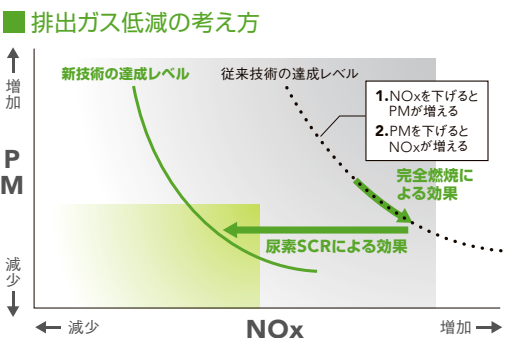 排出ガス低減の考え方
増加
新技術の達成レベル
従来技術の達成レベル
1.NOxを下げると
PMが増える
2.PMを下げると
NOxが増える
PM
完全燃焼に
よる効果
尿素SCRによる効果
減少
減少
NOx
増加